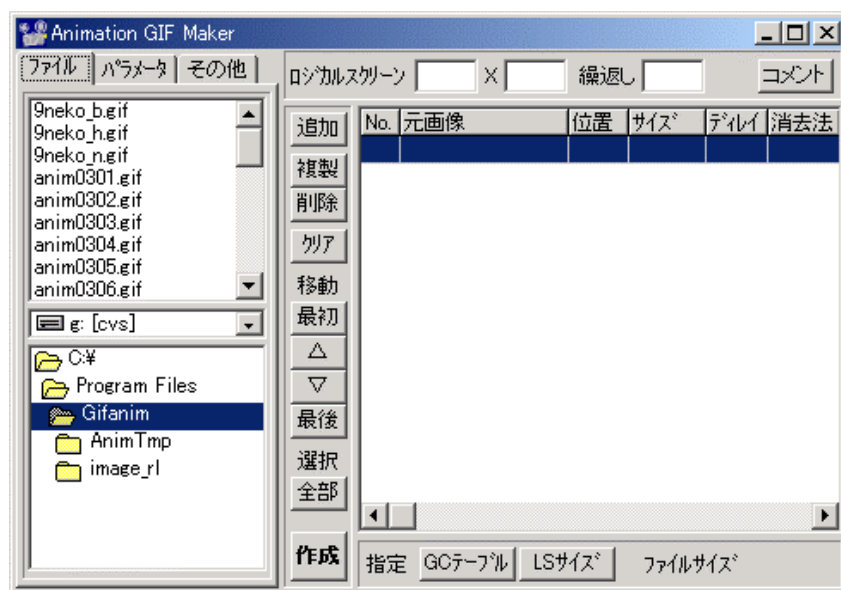 Animation GIF Maker
ファイル ﾊﾟﾗﾒｰﾀ その他
9neko_b.gif
9neko_h.gif
9neko_n.gif
anim0301.gif
anim0302.gif
anim0303.gif
anim0304.gif
anim0305.gif
anim0306.gif
g: [cvs]
C:¥
Program Files
Gifanim
AnimTmp
image_rl
ﾛｼﾞｶﾙｽｸﾘｰﾝ X 繰返し コメント
追加
複製
削除
ｸﾘｱ
移動
最初
△
▽
最後
選択
全部
作成
No. 元画像 位置 ｻｲｽﾞ ﾃﾞｨﾚｲ 消去法
指定 GCﾃｰﾌﾞﾙ LSｻｲｽﾞ ﾌｧｲﾙｻｲｽﾞ